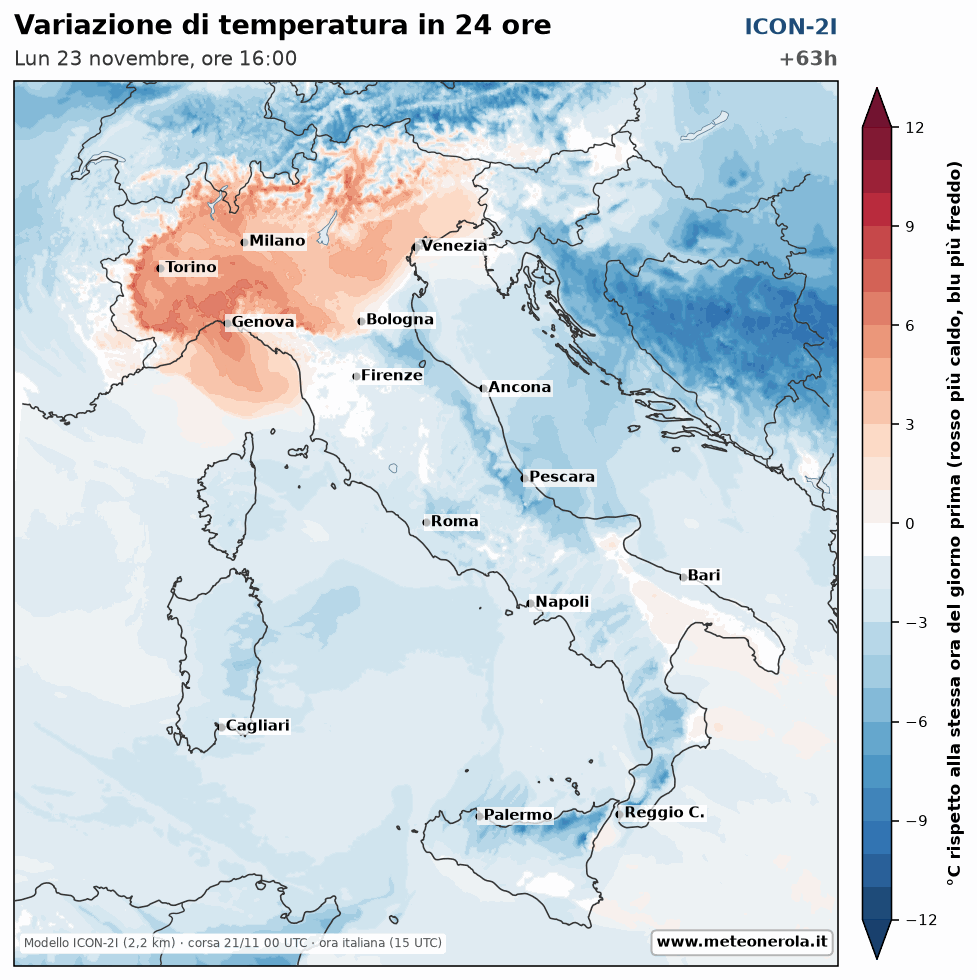 Variazione di temperatura in 24 ore
ICON-2I
Lun 23 novembre, ore 16:00
+63h
Milano
Venezia
Torino
Genova
Bologna
Firenze
Ancona
Pescara
Roma
Bari
Napoli
Cagliari
Palermo
Reggio C.
12
9
6
3
0
−3
−6
−9
−12
°C rispetto alla stessa ora del giorno prima (rosso più caldo, blu più freddo)
Modello ICON-2I (2,2 km) · corsa 21/11 00 UTC · ora italiana (15 UTC)
www.meteonerola.it